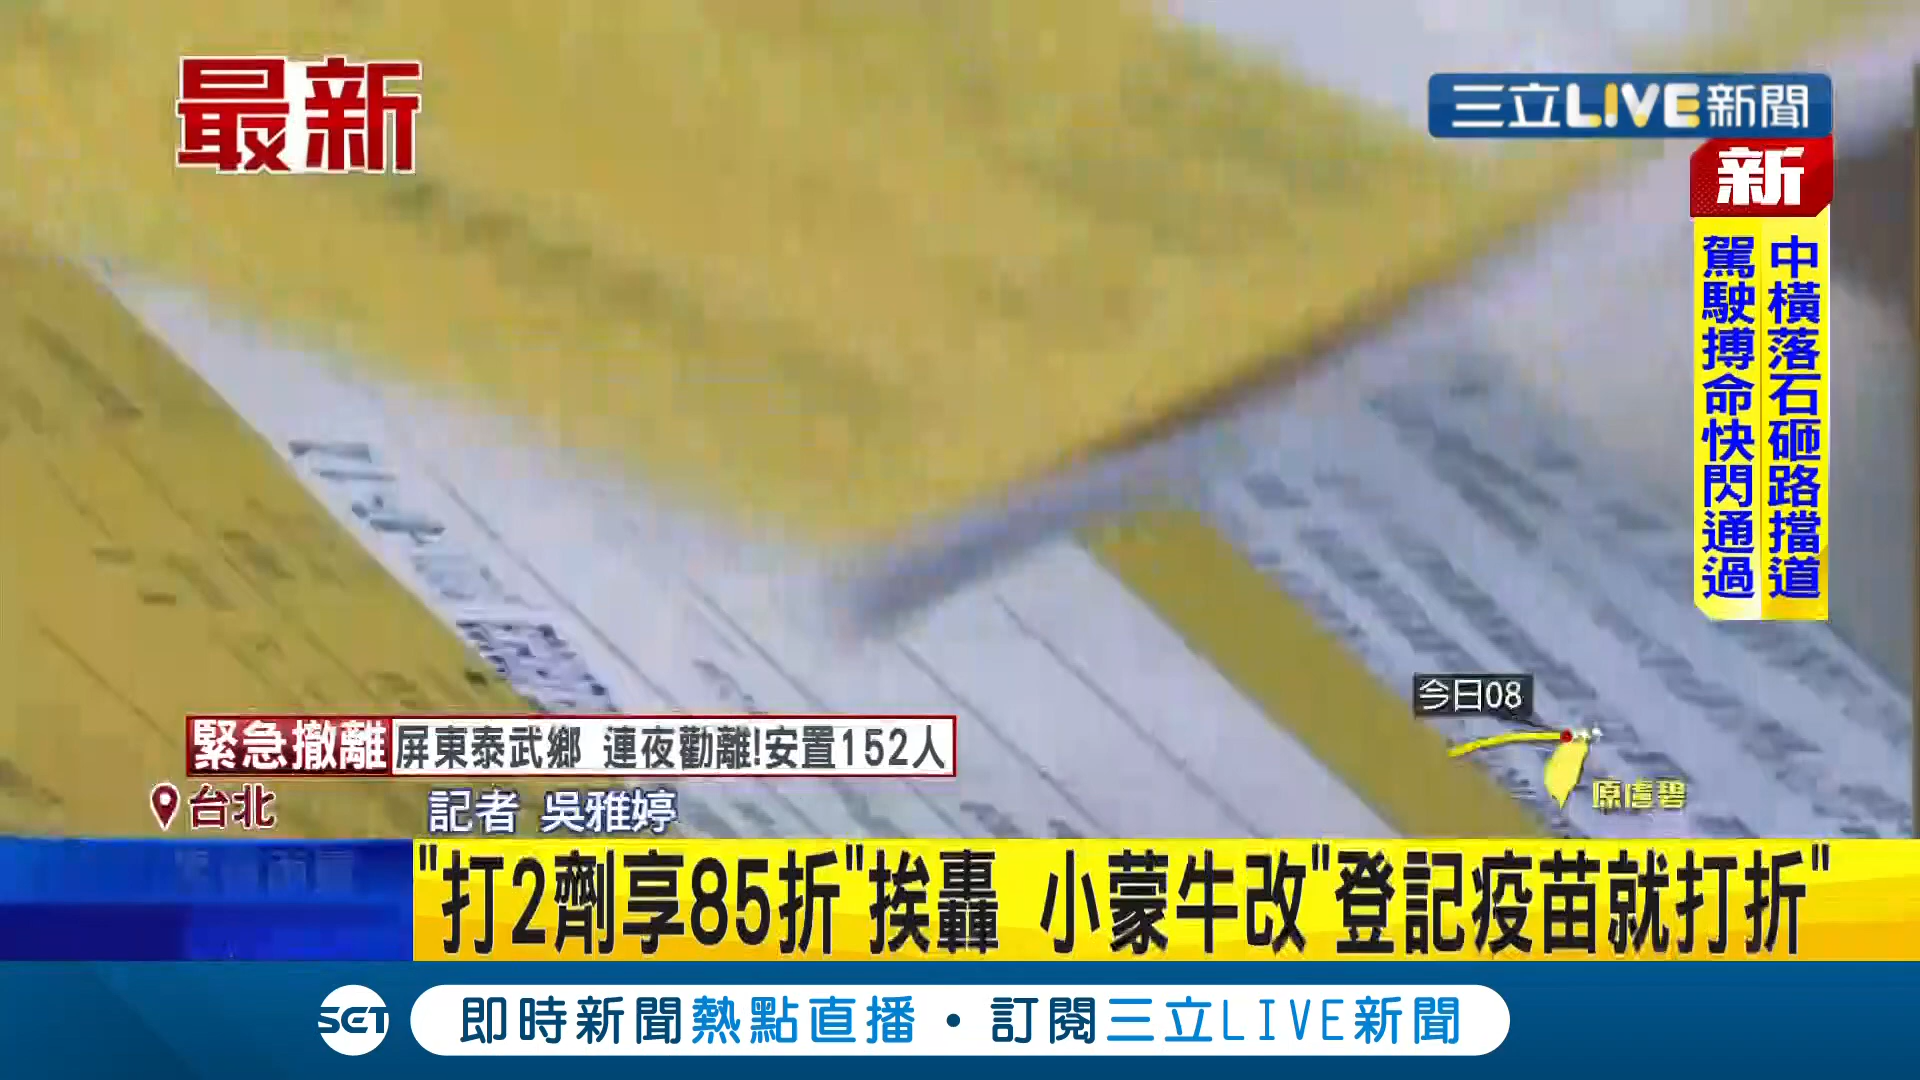 最新
三立LIVE新聞
新
中橫落石砸路擋道
駕駛搏命快閃通過
今日08
原盧碧
緊急撤離 屏東泰武鄉 連夜勸離!安置152人
台北
記者 吳雅婷
"打2劑享85折"挨轟 小蒙牛改"登記疫苗就打折"
SET 即時新聞熱點直播・訂閱三立LIVE新聞